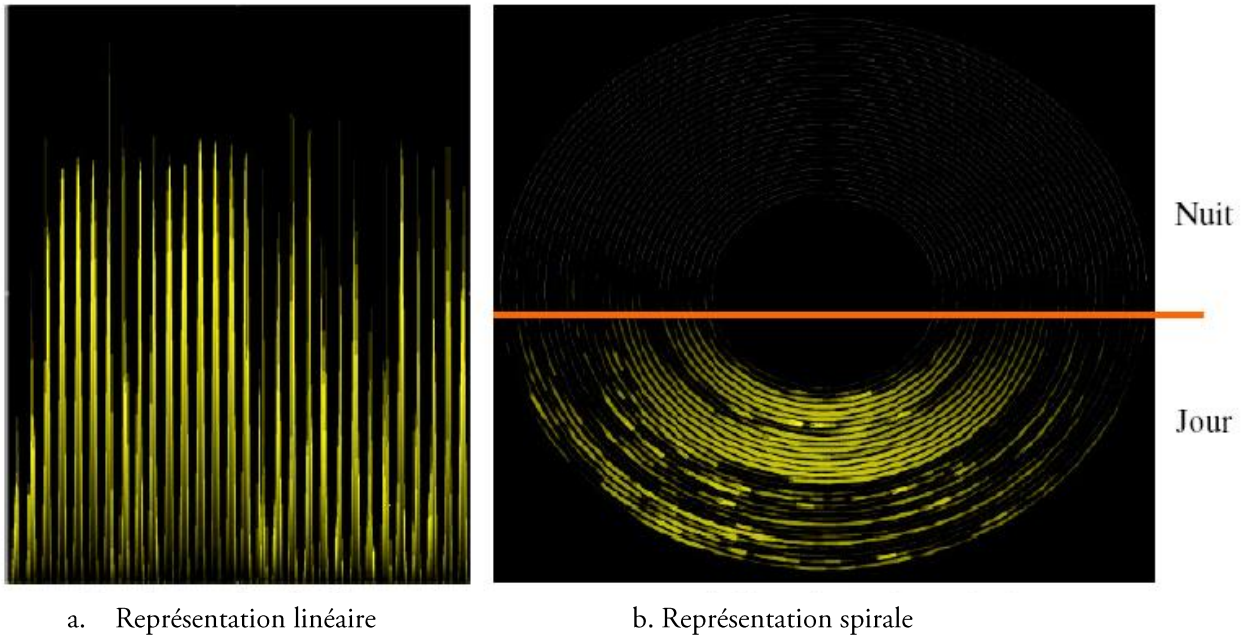 Nuit
Jour
a. Représentation linéaire
b. Représentation spirale